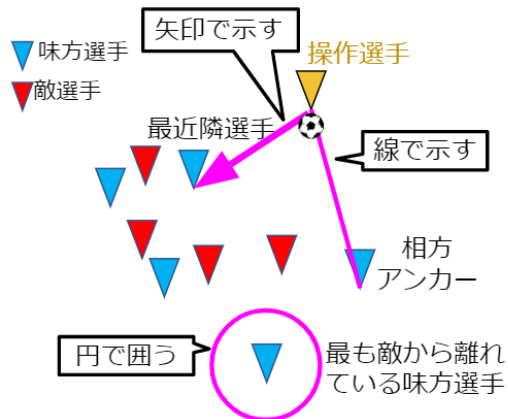 矢印で示す
味方選手
敵選手
操作選手
最近隣選手
線で示す
相方
アンカー
円で囲う
最も敵から離れ
ている味方選手